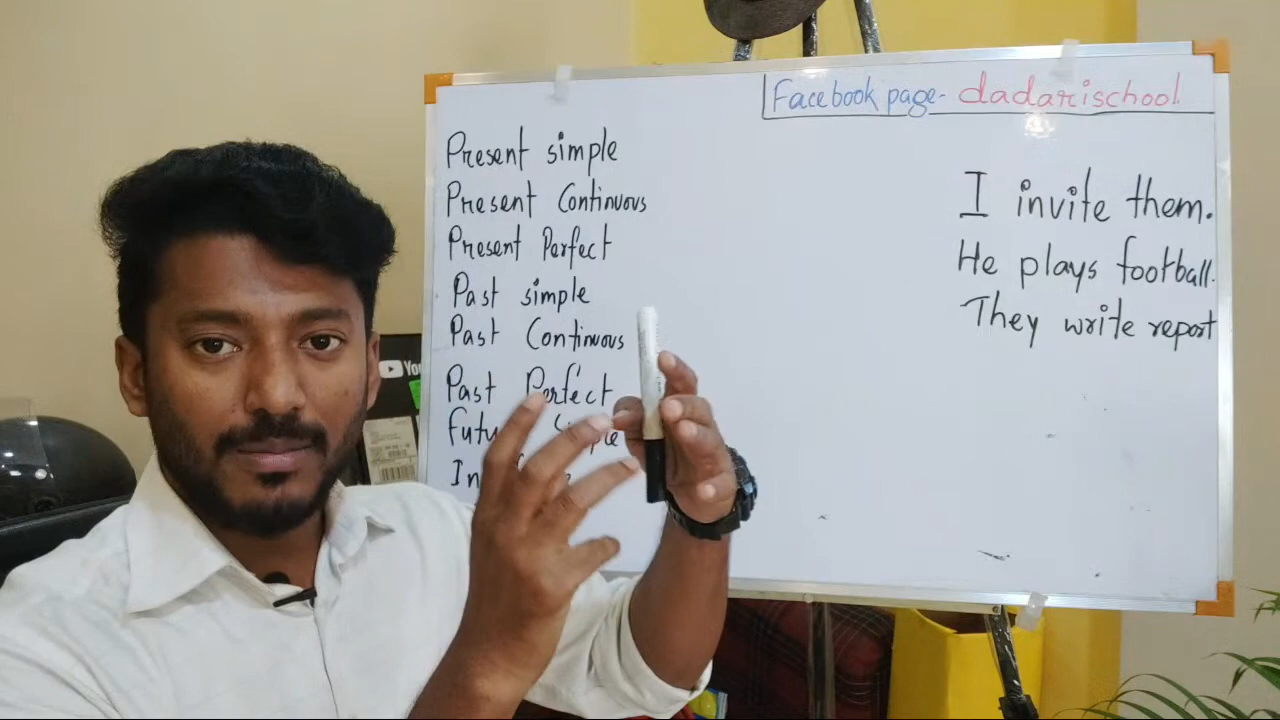 Facebook page- dadarischool
Present simple
Present Continuous
Present Perfect
Past simple
Past Continuous
Past Perfect
I invite them.
He plays football.
They write report